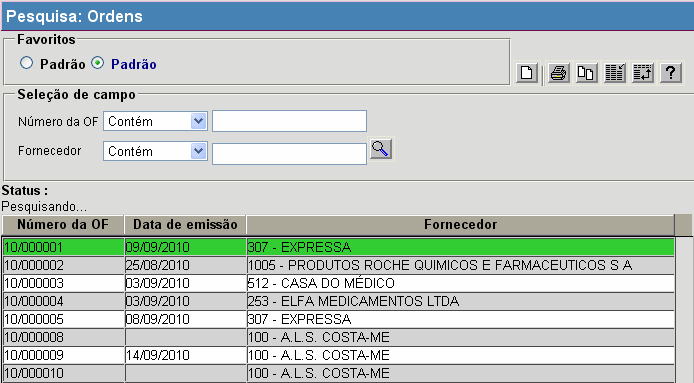 Pesquisa: Ordens
Favoritos
Padrão Padrão
?
Seleção de campo
Número da OF Contém
Fornecedor Contém
Status :
Pesquisando...
Número da OF Data de emissão Fornecedor
10/000001 09/09/2010 307 - EXPRESSA
10/000002 25/08/2010 1005 - PRODUTOS ROCHE QUIMICOS E FARMACEUTICOS S A
10/000003 03/09/2010 512 - CASA DO MÉDICO
10/000004 03/09/2010 253 - ELFA MEDICAMENTOS LTDA
10/000005 08/09/2010 307 - EXPRESSA
10/000008 100 - A.L.S. COSTA-ME
10/000009 14/09/2010 100 - A.L.S. COSTA-ME
10/000010 100 - A.L.S. COSTA-ME